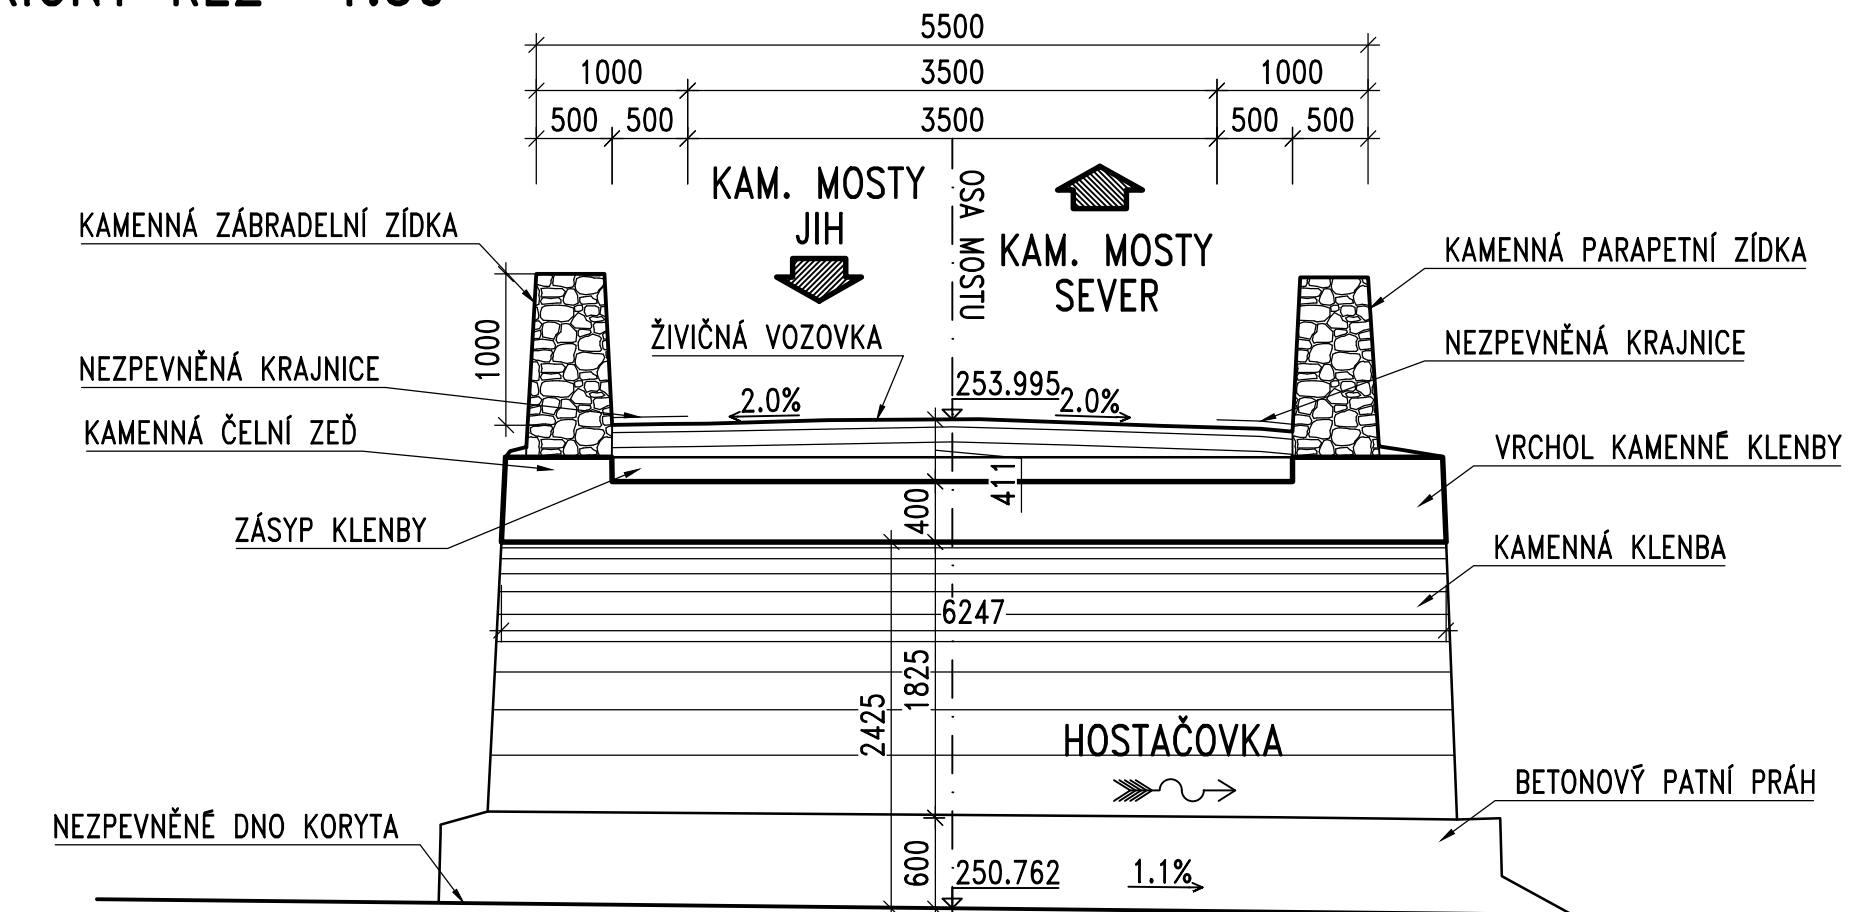 5500
1000 3500 1000
500 500 3500 500 500
KAM. MOSTY
JIH
OSA MOSTU
KAM. MOSTY
SEVER
KAMENNÁ ZÁBRADELNÍ ZÍDKA
KAMENNÁ PARAPETNÍ ZÍDKA
1000
ŽIVIČNÁ VOZOVKA
NEZPEVNĚNÁ KRAJNICE
NEZPEVNĚNÁ KRAJNICE
2.0%
253.995
2.0%
KAMENNÁ ČELNÍ ZEĎ
VRCHOL KAMENNÉ KLENBY
411
400
ZÁSYP KLENBY
KAMENNÁ KLENBA
6247
1825
2425
HOSTAČOVKA
BETONOVÝ PATNÍ PRÁH
NEZPEVNĚNÉ DNO KORYTA
600
250.762
1.1%